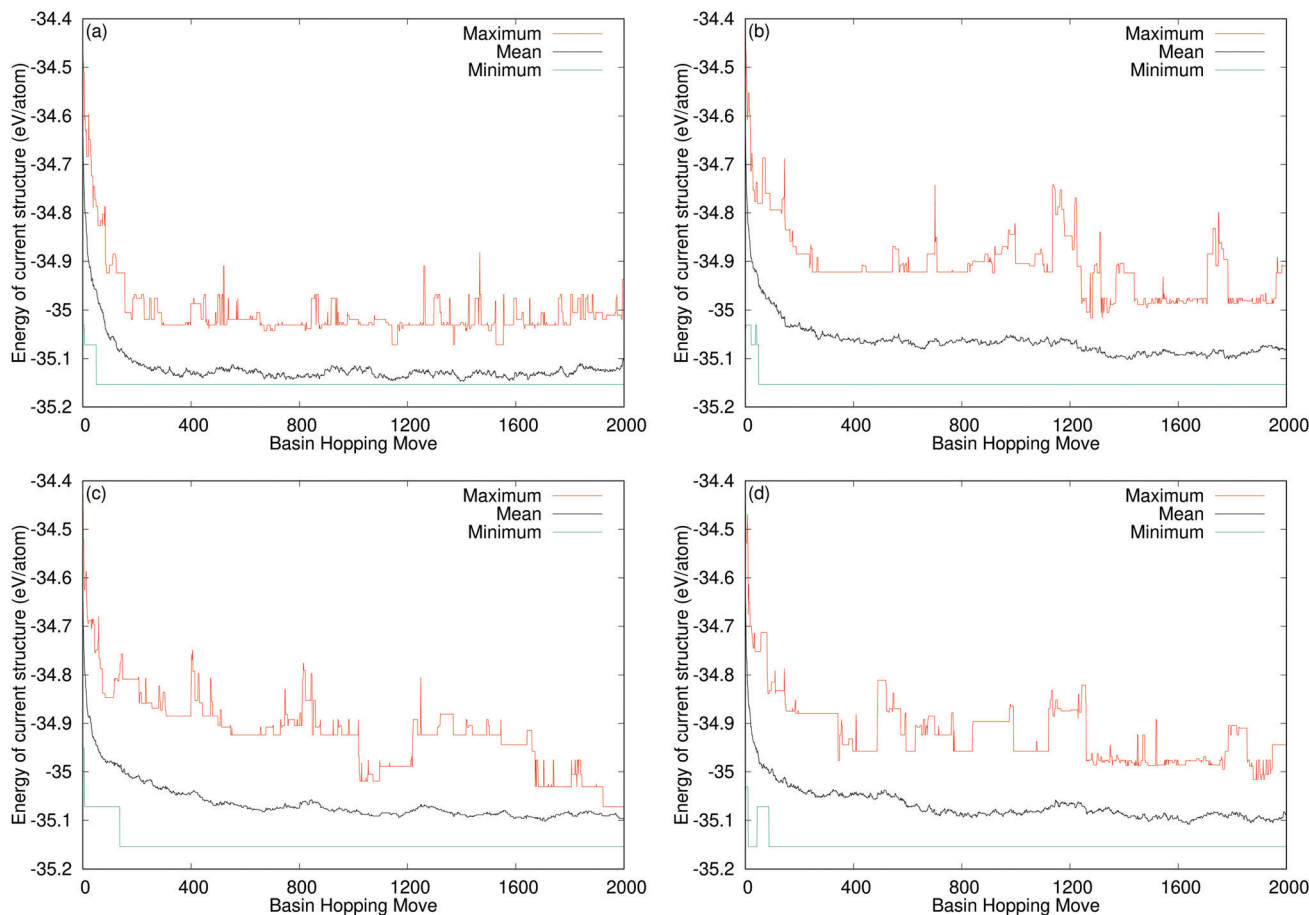 (a)
Maximum
Mean
Minimum
Energy of current structure (eV/atom)
-34.4
-34.5
-34.6
-34.7
-34.8
-34.9
-35
-35.1
-35.2
0 400 800 1200 1600 2000
Basin Hopping Move
(b)
Maximum
Mean
Minimum
Energy of current structure (eV/atom)
-34.4
-34.5
-34.6
-34.7
-34.8
-34.9
-35
-35.1
-35.2
0 400 800 1200 1600 2000
Basin Hopping Move
(c)
Maximum
Mean
Minimum
Energy of current structure (eV/atom)
-34.4
-34.5
-34.6
-34.7
-34.8
-34.9
-35
-35.1
-35.2
0 400 800 1200 1600 2000
Basin Hopping Move
(d)
Maximum
Mean
Minimum
Energy of current structure (eV/atom)
-34.4
-34.5
-34.6
-34.7
-34.8
-34.9
-35
-35.1
-35.2
0 400 800 1200 1600 2000
Basin Hopping Move